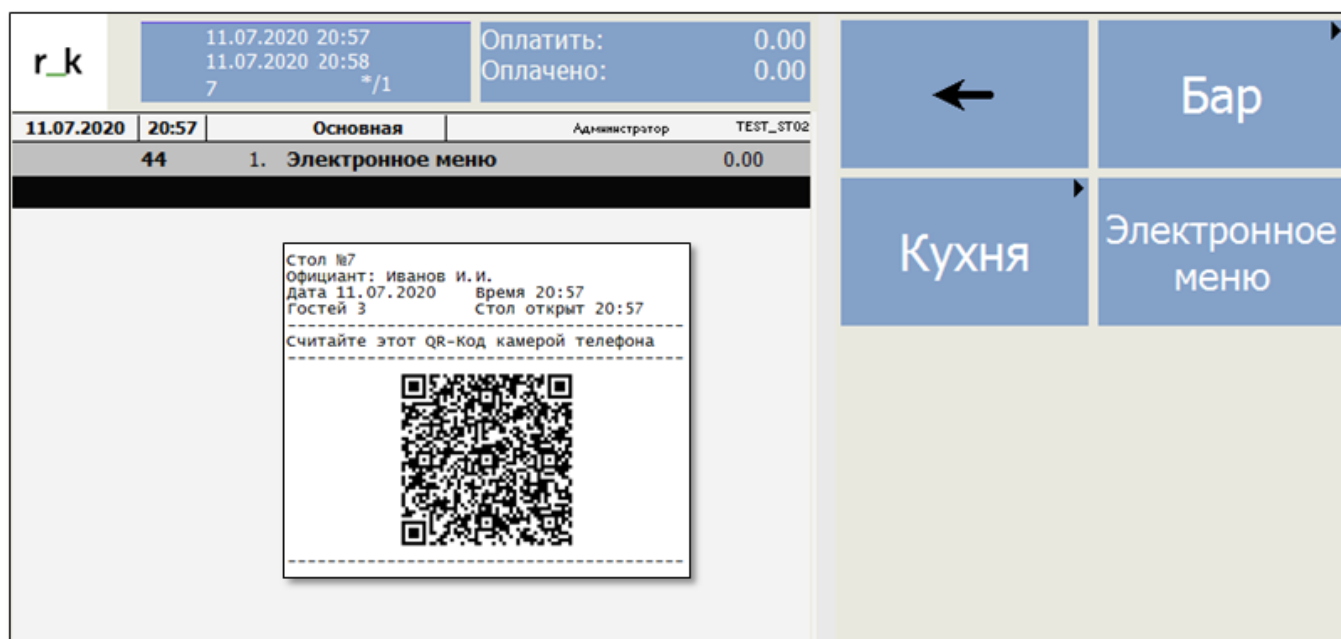 r_k
11.07.2020 20:57
11.07.2020 20:58
7 */1
Оплатить: 0.00
Оплачено: 0.00
Бар
11.07.2020 20:57 Основная Администратор TEST_ST02
44 1. Электронное меню 0.00
Кухня
Электронное
меню
Стол №7
Официант: Иванов И.И.
Дата 11.07.2020 Время 20:57
Гостей 3 Стол открыт 20:57
Считайте этот QR-Код камерой телефона